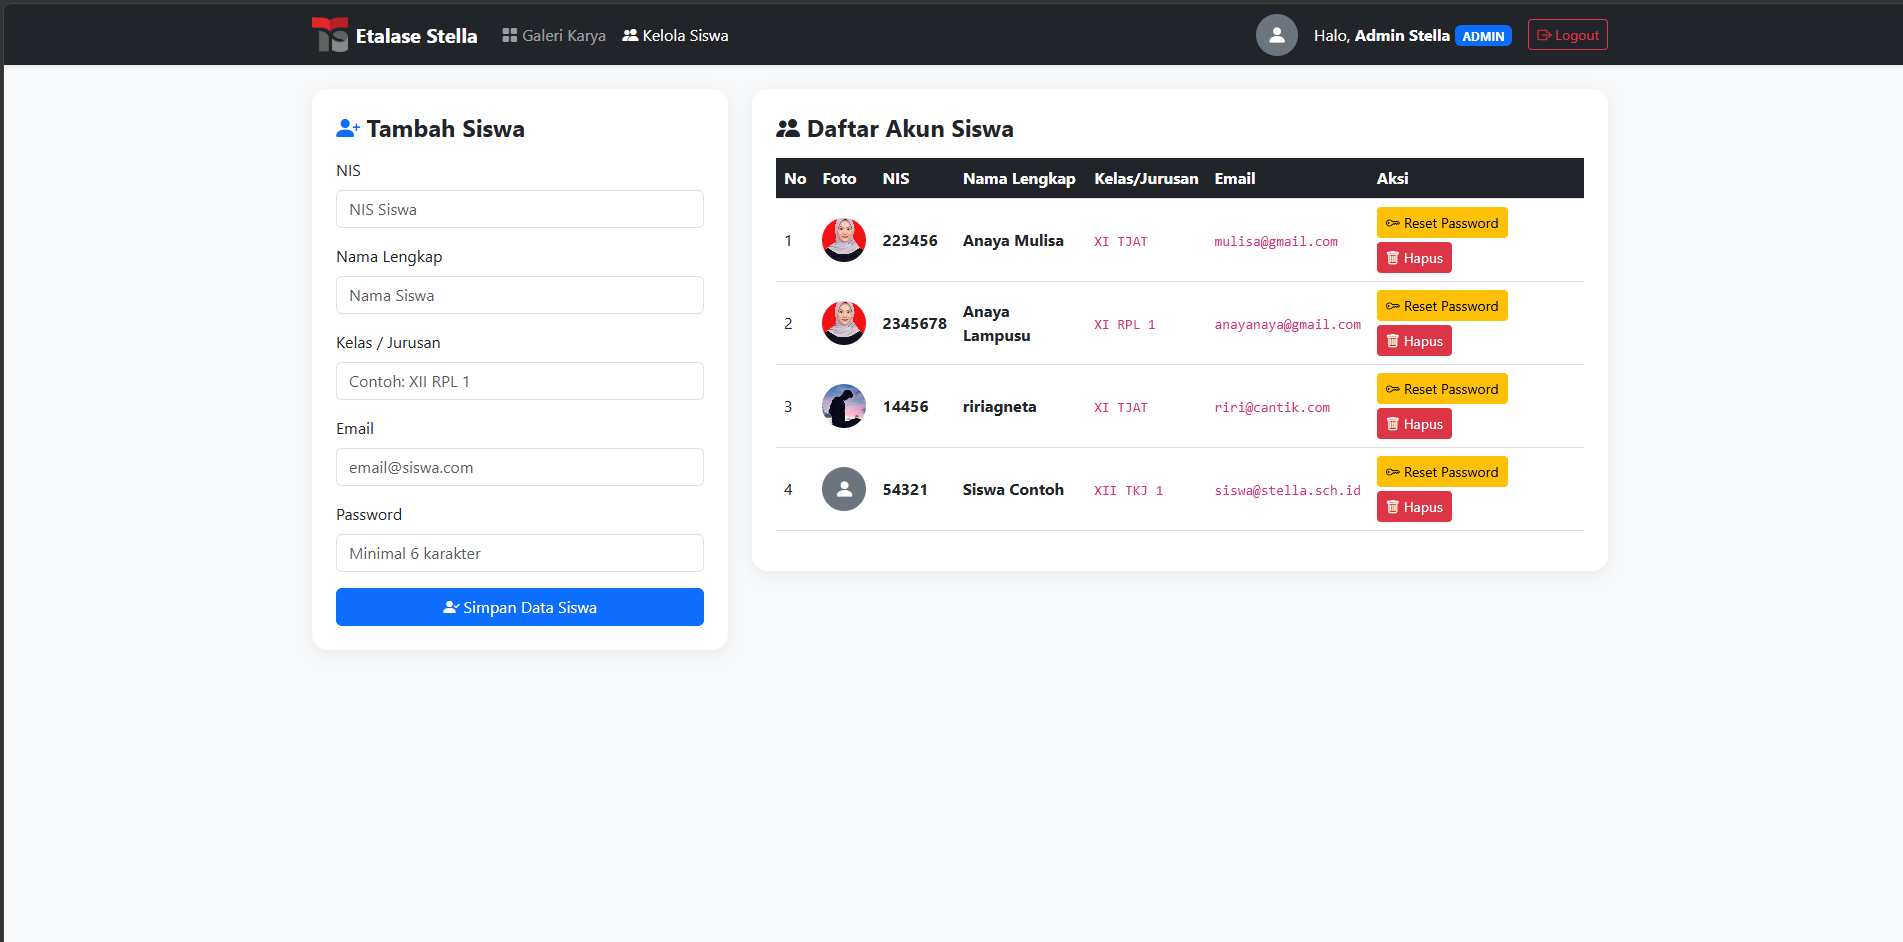 Etalase Stella Galeri Karya Kelola Siswa Halo, Admin Stella ADMIN Logout
Tambah Siswa
NIS
NIS Siswa
Nama Lengkap
Nama Siswa
Kelas / Jurusan
Contoh: XII RPL 1
Email
email@siswa.com
Password
Minimal 6 karakter
Simpan Data Siswa
Daftar Akun Siswa
No Foto NIS Nama Lengkap Kelas/Jurusan Email Aksi
1 223456 Anaya Mulisa XI TJAT mulisa@gmail.com Reset Password
Hapus
2 2345678 Anaya Lampusu XI RPL 1 anayanaya@gmail.com Reset Password
Hapus
3 14456 ririagneta XI TJAT riri@cantik.com Reset Password
Hapus
4 54321 Siswa Contoh XII TKJ 1 siswa@stella.sch.id Reset Password
Hapus